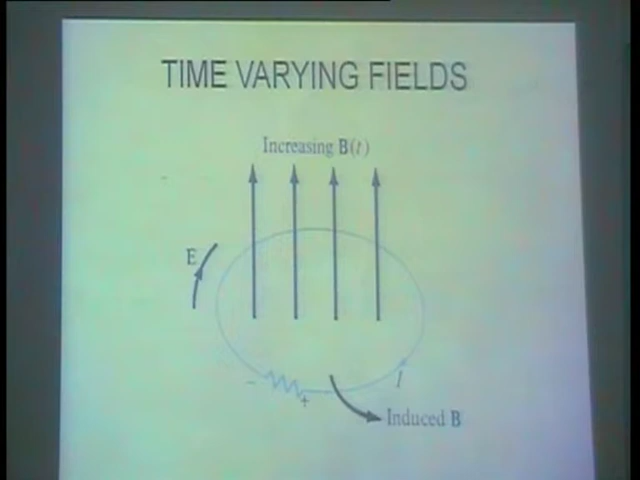 TIME VARYING FIELDS
Increasing B(t)
E
-
+
I
Induced B